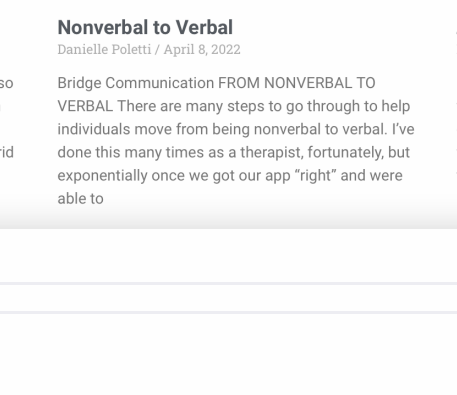 Nonverbal to Verbal
Danielle Poletti / April 8, 2022
so
Bridge Communication FROM NONVERBAL TO
VERBAL There are many steps to go through to help
individuals move from being nonverbal to verbal. I’ve
rid
done this many times as a therapist, fortunately, but
exponentially once we got our app “right” and were
able to